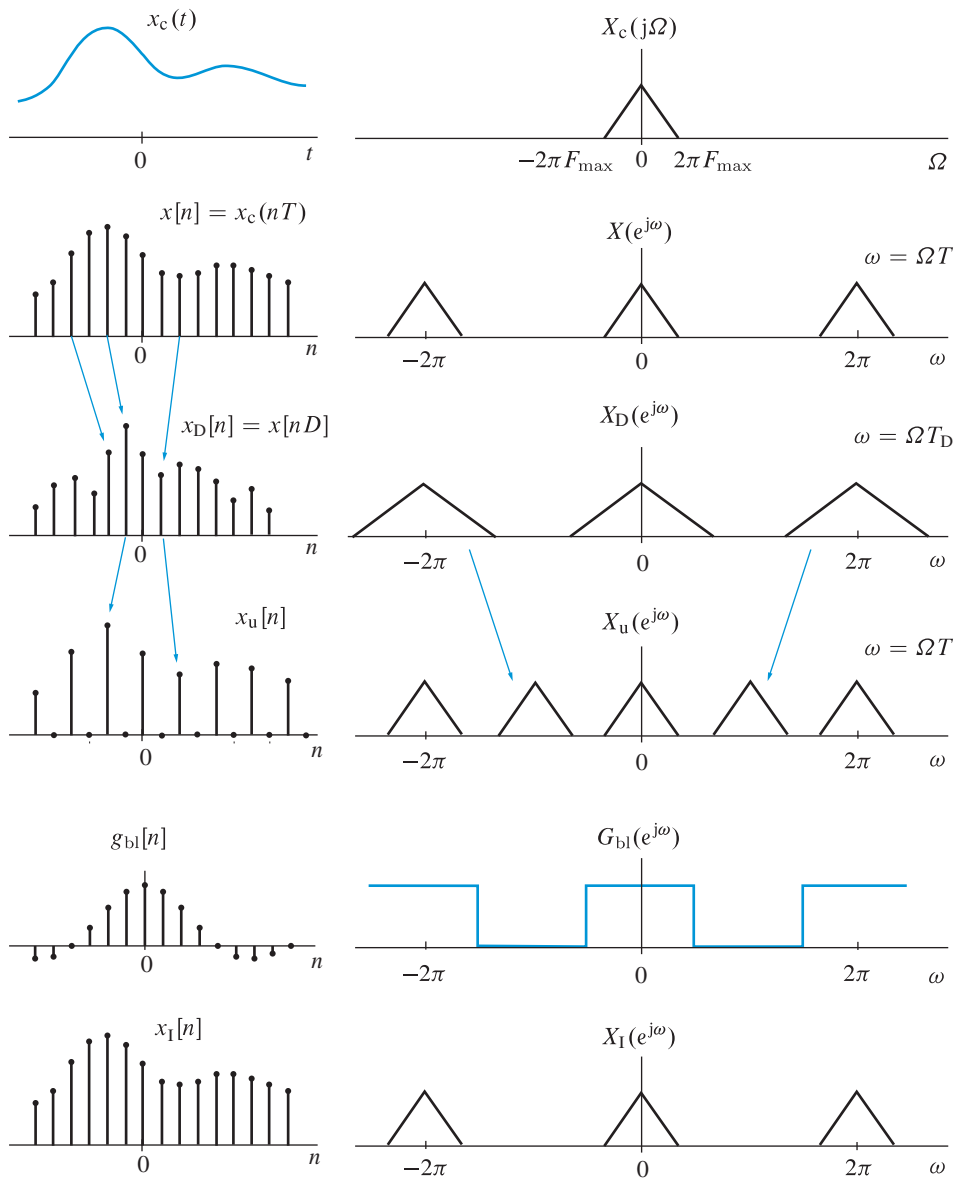 x_c(t)
X_c(jΩ)
0
t
−2πF_max
0
2πF_max
Ω
x[n] = x_c(nT)
X(e^{jω})
ω = ΩT
0
n
−2π
0
2π
ω
x_D[n] = x[nD]
X_D(e^{jω})
ω = ΩT_D
0
n
−2π
0
2π
ω
x_u[n]
X_u(e^{jω})
ω = ΩT
0
n
−2π
0
2π
ω
g_bl[n]
G_bl(e^{jω})
0
n
−2π
0
2π
ω
x_I[n]
X_I(e^{jω})
0
n
−2π
0
2π
ω